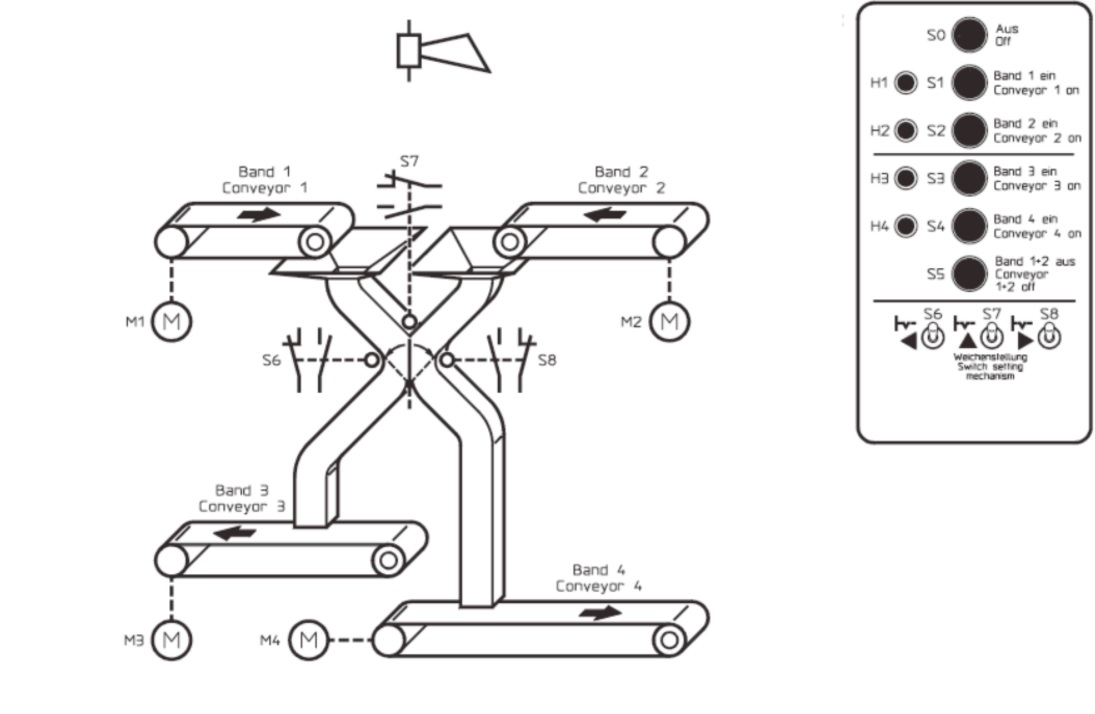 S7
Band 1
Conveyor 1
Band 2
Conveyor 2
M1
M
M
M2
S6
S8
Band 3
Conveyor 3
Band 4
Conveyor 4
M3
M
M4
M
S0
Aus
Off
H1
S1
Band 1 ein
Conveyor 1 on
H2
S2
Band 2 ein
Conveyor 2 on
H3
S3
Band 3 ein
Conveyor 3 on
H4
S4
Band 4 ein
Conveyor 4 on
S5
Band 1+2 aus
Conveyor
1+2 off
S6
S7
S8
Weichenstellung
Switch setting
mechanism